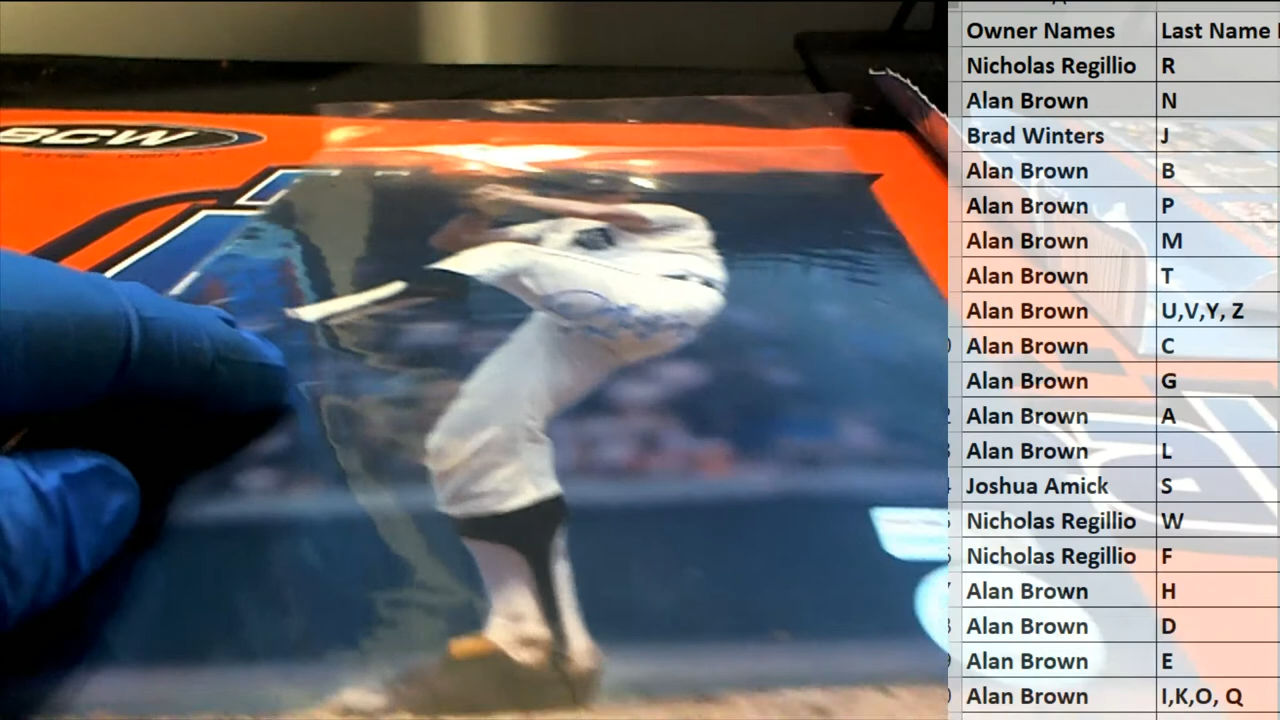 BCW
Owner Names Last Name
Nicholas Regillio R
Alan Brown N
Brad Winters J
Alan Brown B
Alan Brown P
Alan Brown M
Alan Brown T
Alan Brown U,V,Y, Z
Alan Brown C
Alan Brown G
Alan Brown A
Alan Brown L
Joshua Amick S
Nicholas Regillio W
Nicholas Regillio F
Alan Brown H
Alan Brown D
Alan Brown E
Alan Brown I,K,O, Q